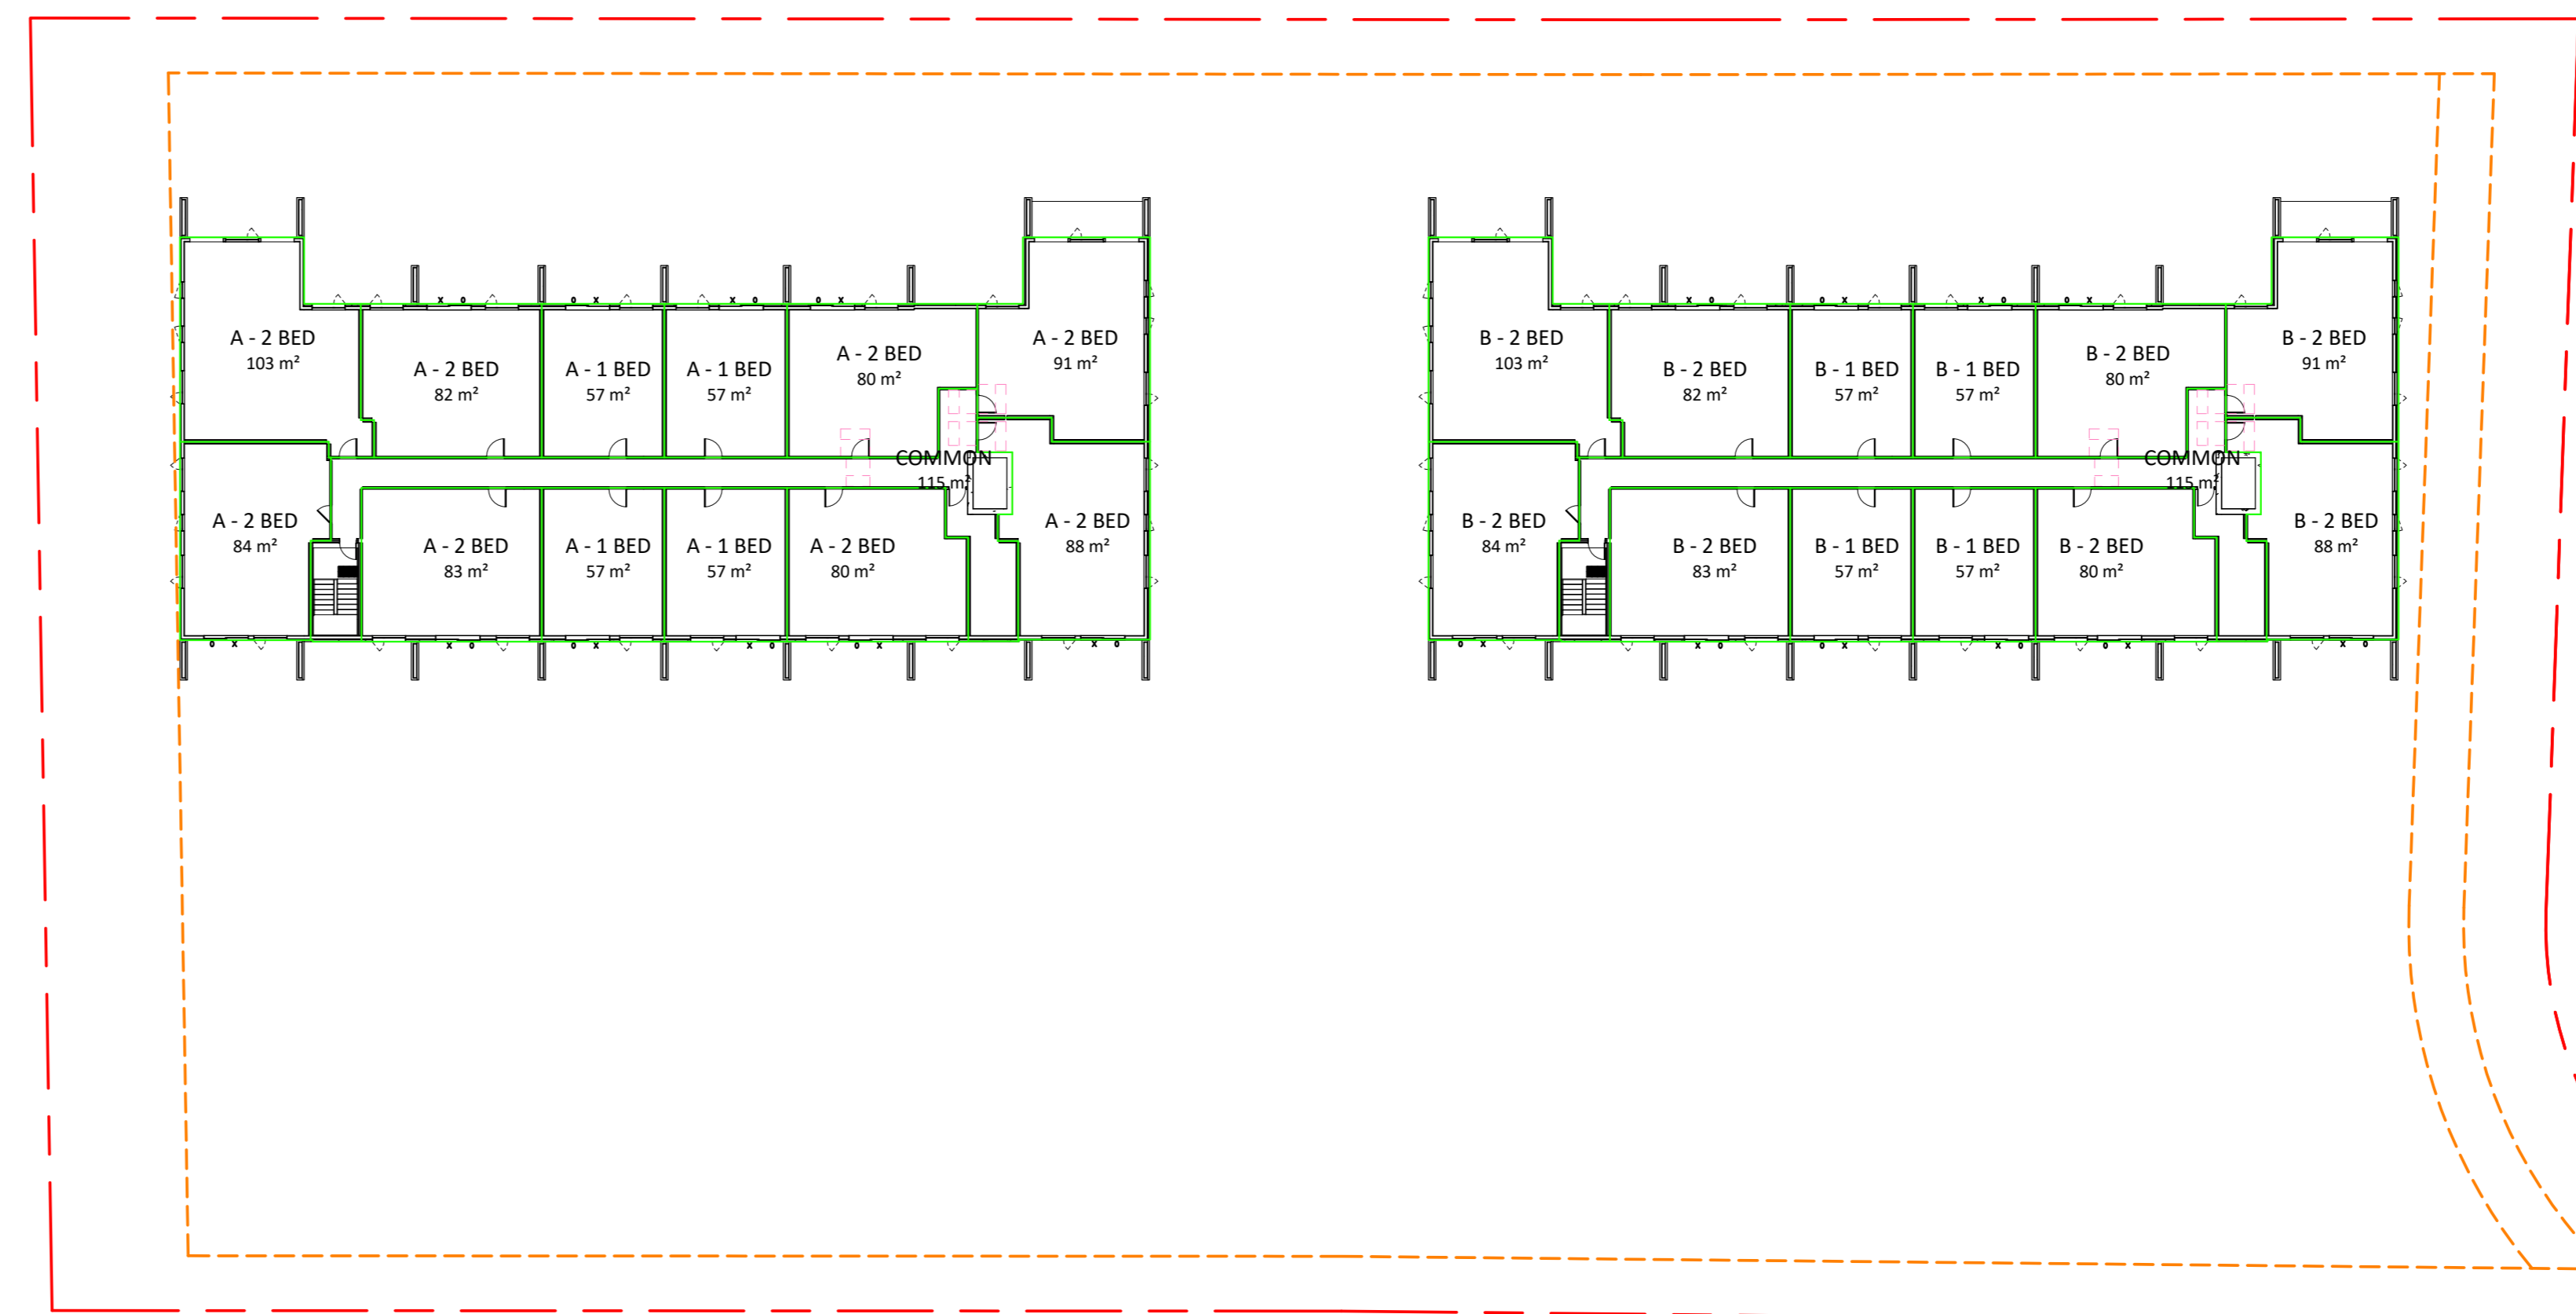 A - 2 BED
103 m²
A - 2 BED
82 m²
A - 1 BED
57 m²
A - 1 BED
57 m²
A - 2 BED
80 m²
A - 2 BED
91 m²
COMMON
115 m²
A - 2 BED
84 m²
A - 2 BED
83 m²
A - 1 BED
57 m²
A - 1 BED
57 m²
A - 2 BED
80 m²
A - 2 BED
88 m²
B - 2 BED
103 m²
B - 2 BED
82 m²
B - 1 BED
57 m²
B - 1 BED
57 m²
B - 2 BED
80 m²
B - 2 BED
91 m²
COMMON
115 m²
B - 2 BED
84 m²
B - 2 BED
83 m²
B - 1 BED
57 m²
B - 1 BED
57 m²
B - 2 BED
80 m²
B - 2 BED
88 m²